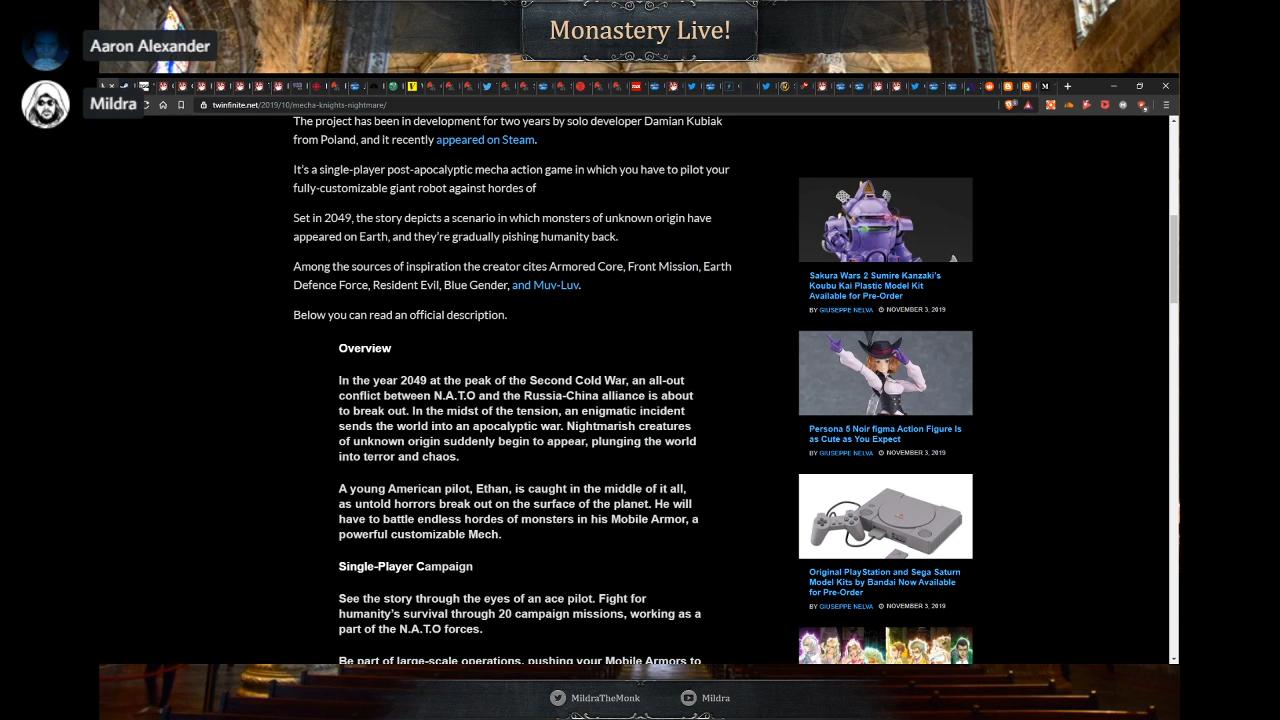 Monastery Live!
Aaron Alexander
Mildra
twinfinite.net/2019/10/mecha-knights-nightmare/
The project has been in development for two years by solo developer Damian Kubiak
from Poland, and it recently appeared on Steam.
It's a single-player post-apocalyptic mecha action game in which you have to pilot your
fully-customizable giant robot against hordes of
Set in 2049, the story depicts a scenario in which monsters of unknown origin have
appeared on Earth, and they're gradually pishing humanity back.
Among the sources of inspiration the creator cites Armored Core, Front Mission, Earth
Defence Force, Resident Evil, Blue Gender, and Muv-Luv.
Below you can read an official description.
Overview
In the year 2049 at the peak of the Second Cold War, an all-out
conflict between N.A.T.O and the Russia-China alliance is about
to break out. In the midst of the tension, an enigmatic incident
sends the world into an apocalyptic war. Nightmarish creatures
of unknown origin suddenly begin to appear, plunging the world
into terror and chaos.
A young American pilot, Ethan, is caught in the middle of it all,
as untold horrors break out on the surface of the planet. He will
have to battle endless hordes of monsters in his Mobile Armor, a
powerful customizable Mech.
Single-Player Campaign
See the story through the eyes of an ace pilot. Fight for
humanity's survival through 20 campaign missions, working as a
part of the N.A.T.O forces.
Be part of large-scale operations, pushing your Mobile Armors to
Sakura Wars 2 Sumire Kanzaki's
Koubu Kai Plastic Model Kit
Available for Pre-Order
BY GIUSEPPE NELVA NOVEMBER 3, 2019
Persona 5 Noir figma Action Figure Is
as Cute as You Expect
BY GIUSEPPE NELVA NOVEMBER 3, 2019
Original PlayStation and Sega Saturn
Model Kits by Bandai Now Available
for Pre-Order
BY GIUSEPPE NELVA NOVEMBER 3, 2019
MildraTheMonk
Mildra